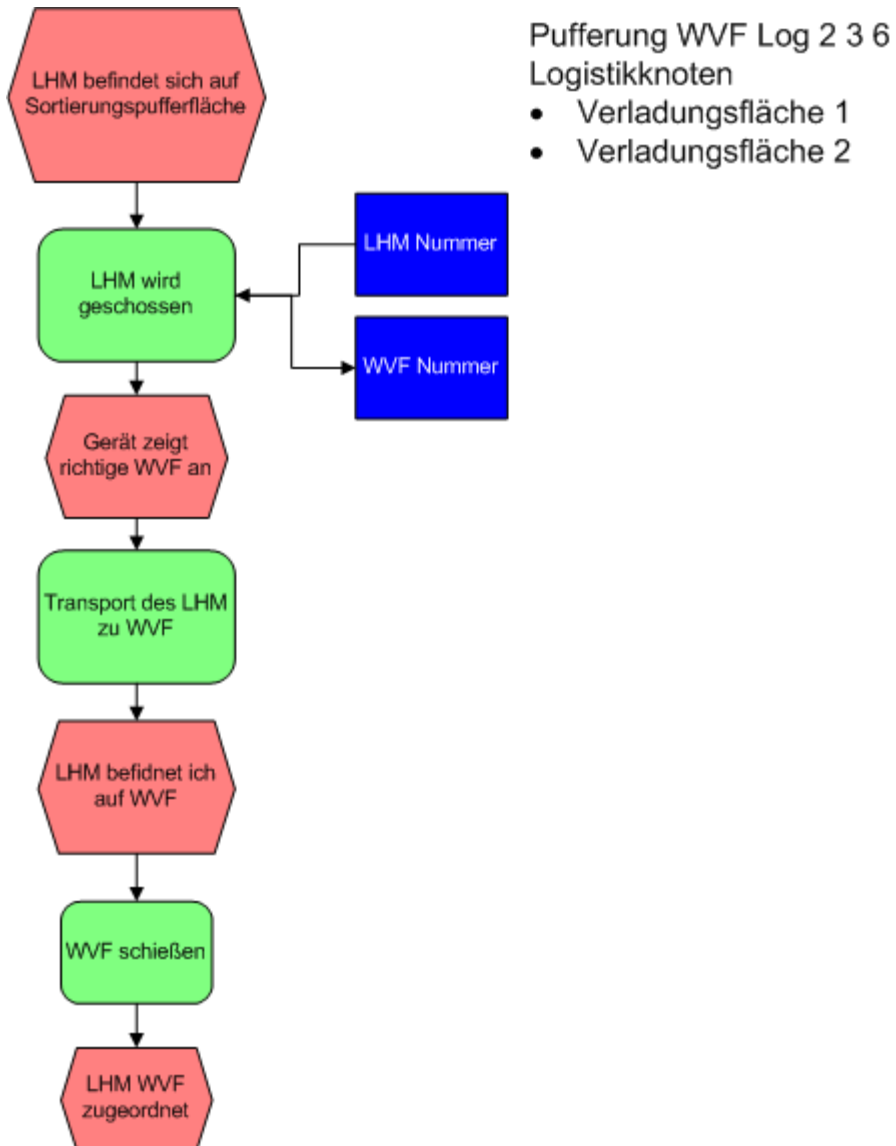 Pufferung WVF Log 2 3 6
Logistikknoten
• Verladungsfläche 1
• Verladungsfläche 2
LHM befindet sich auf
Sortierungspufferfläche
LHM wird
geschossen
LHM Nummer
WVF Nummer
Gerät zeigt
richtige WVF an
Transport des LHM
zu WVF
LHM befidnet ich
auf WVF
WVF schießen
LHM WVF
zugeordnet